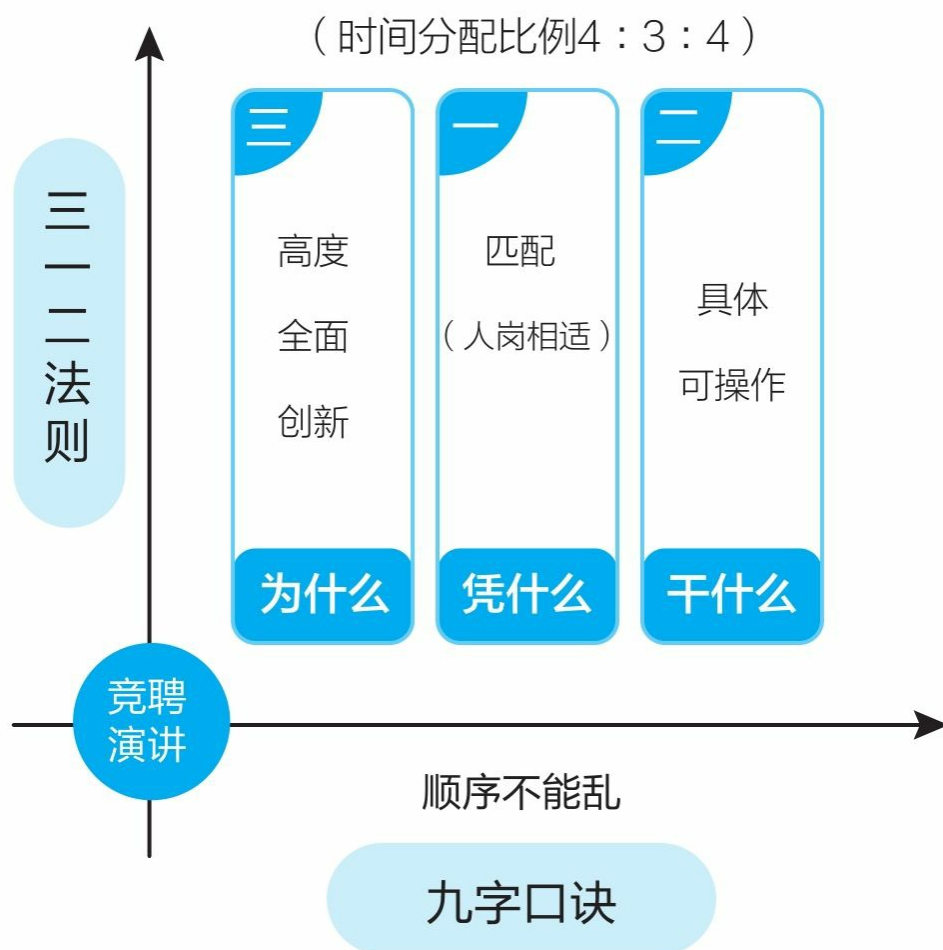 （时间分配比例4：3：4）
三一二法则
三
高度
全面
创新
为什么
一
匹配
（人岗相适）
凭什么
二
具体
可操作
干什么
竞聘
演讲
顺序不能乱
九字口诀